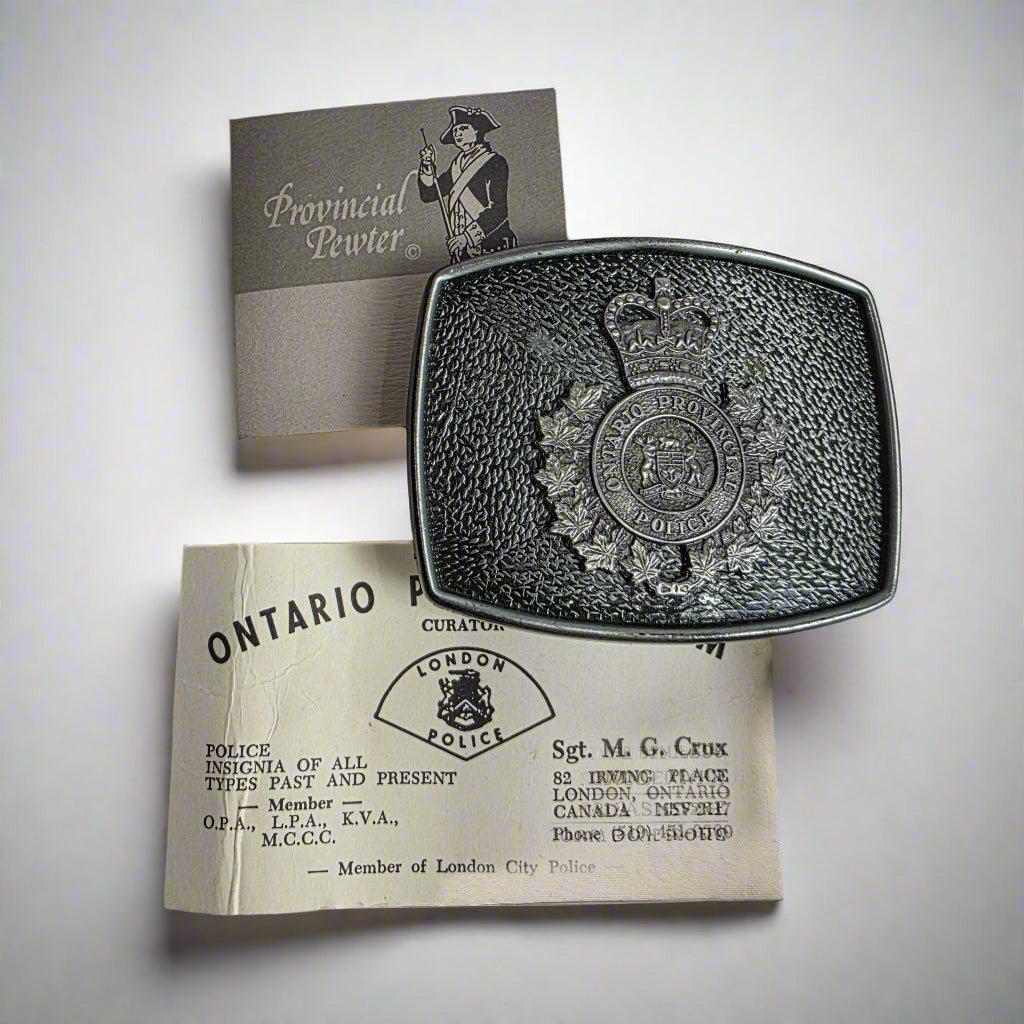 Provincial
Pewter ©
ONTARIO PROVINCIAL
POLICE
ONTARIO P M
CURATOR
LONDON
POLICE
POLICE
INSIGNIA OF ALL
TYPES PAST AND PRESENT
— Member —
O.P.A., L.P.A., K.V.A.,
M.C.C.C.
Sgt. M. G. Crux
82 IRVING PLACE
LONDON, ONTARIO
CANADA
Phone
— Member of London City Police —